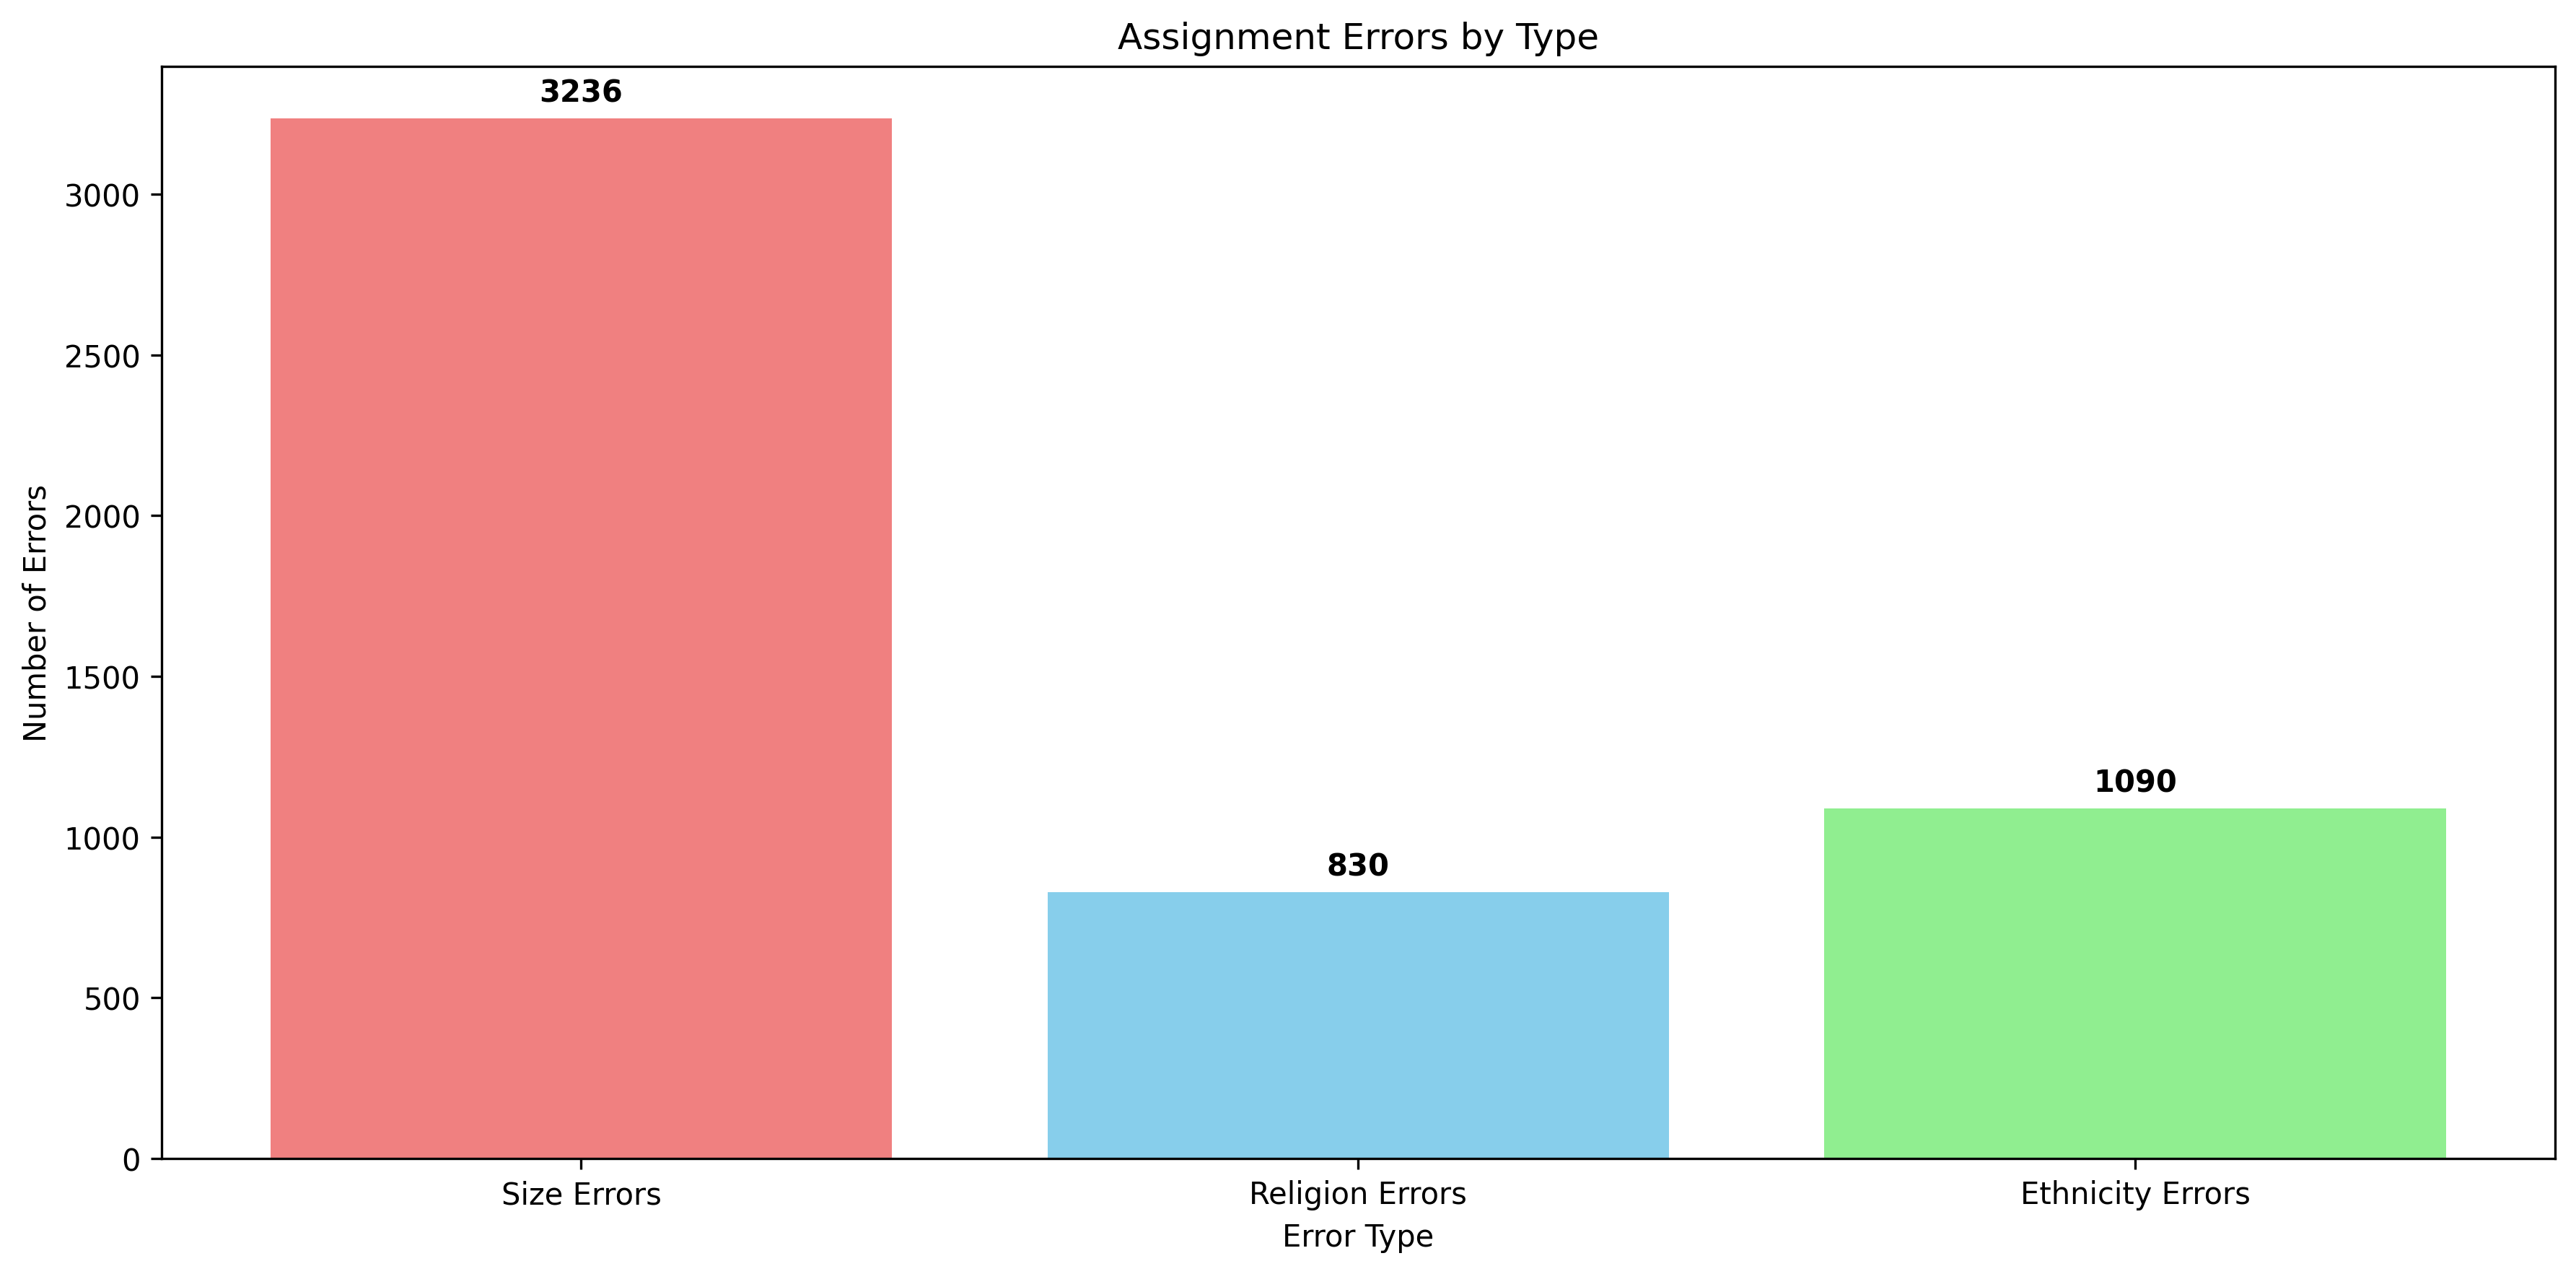 Assignment Errors by Type
3236
3000
2500
2000
1500
1000
500
0
Number of Errors
830
1090
Size Errors
Religion Errors
Ethnicity Errors
Error Type